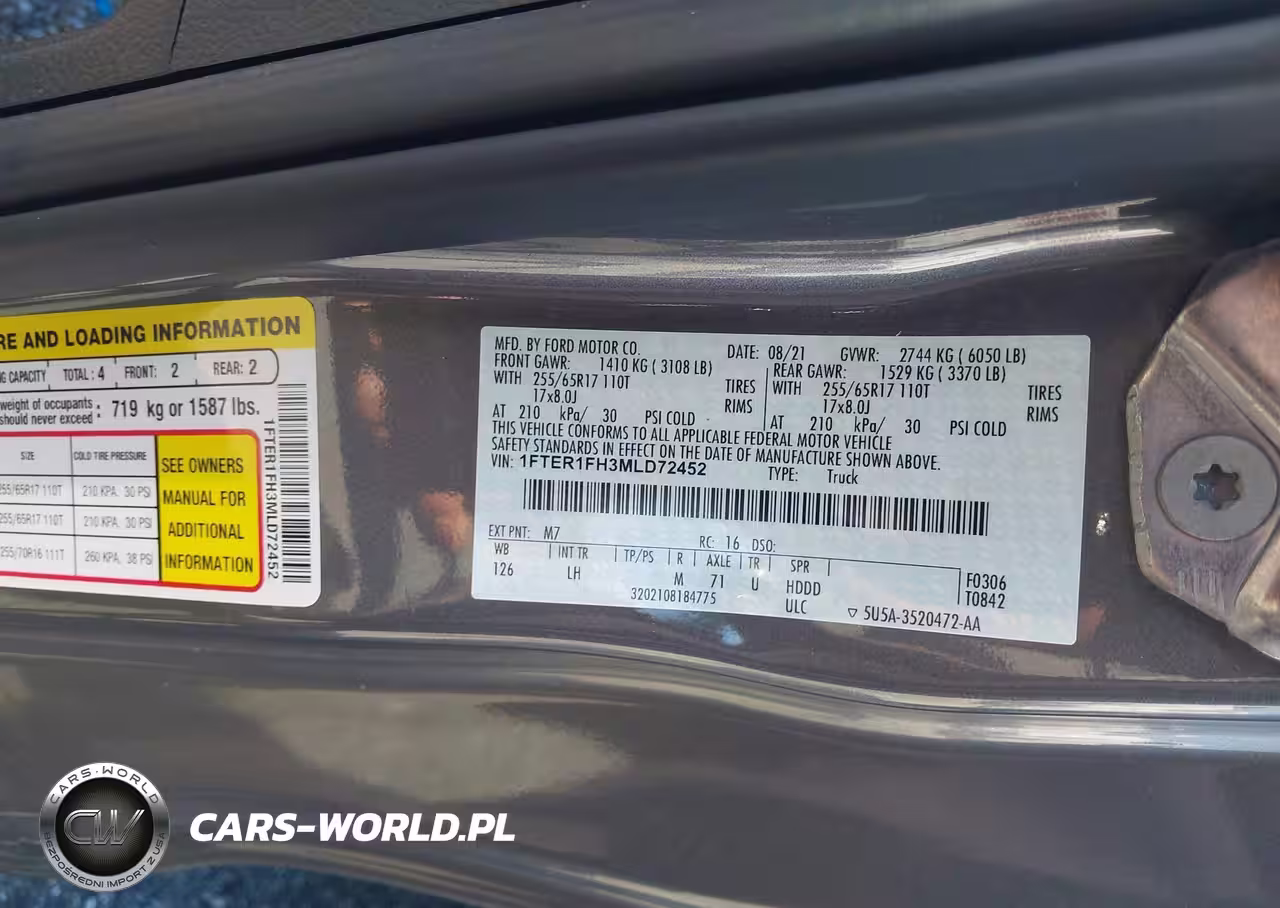 RE AND LOADING INFORMATION
NG CAPACITY TOTAL: 4 FRONT: 2 REAR: 2
weight of occupants
should never exceed : 719 kg or 1587 lbs.
SIZE COLD TIRE PRESSURE
255/65R17 110T 210 KPA, 30 PSI
255/65R17 110T 210 KPA, 30 PSI
255/70R16 111T 260 KPA, 38 PSI
SEE OWNERS
MANUAL FOR
ADDITIONAL
INFORMATION
1FTER1FH3MLD72452
MFD. BY FORD MOTOR CO. DATE: 08/21 GVWR: 2744 KG ( 6050 LB)
FRONT GAWR: 1410 KG ( 3108 LB) REAR GAWR: 1529 KG ( 3370 LB)
WITH 255/65R17 110T TIRES WITH 255/65R17 110T TIRES
17x8.0J RIMS 17x8.0J RIMS
AT 210 kPa/ 30 PSI COLD AT 210 kPa/ 30 PSI COLD
THIS VEHICLE CONFORMS TO ALL APPLICABLE FEDERAL MOTOR VEHICLE
SAFETY STANDARDS IN EFFECT ON THE DATE OF MANUFACTURE SHOWN ABOVE.
VIN: 1FTER1FH3MLD72452 TYPE: Truck
EXT PNT: M7 RC: 16 DSO:
WB INT TR TP/PS R AXLE TR SPR
126 LH M 71 U HDDD F0306
3202108184775 ULC T0842
▽ 5U5A-3520472-AA
CARS-WORLD
CW
BEZPOŚREDNI IMPORT Z USA
CARS-WORLD.PL